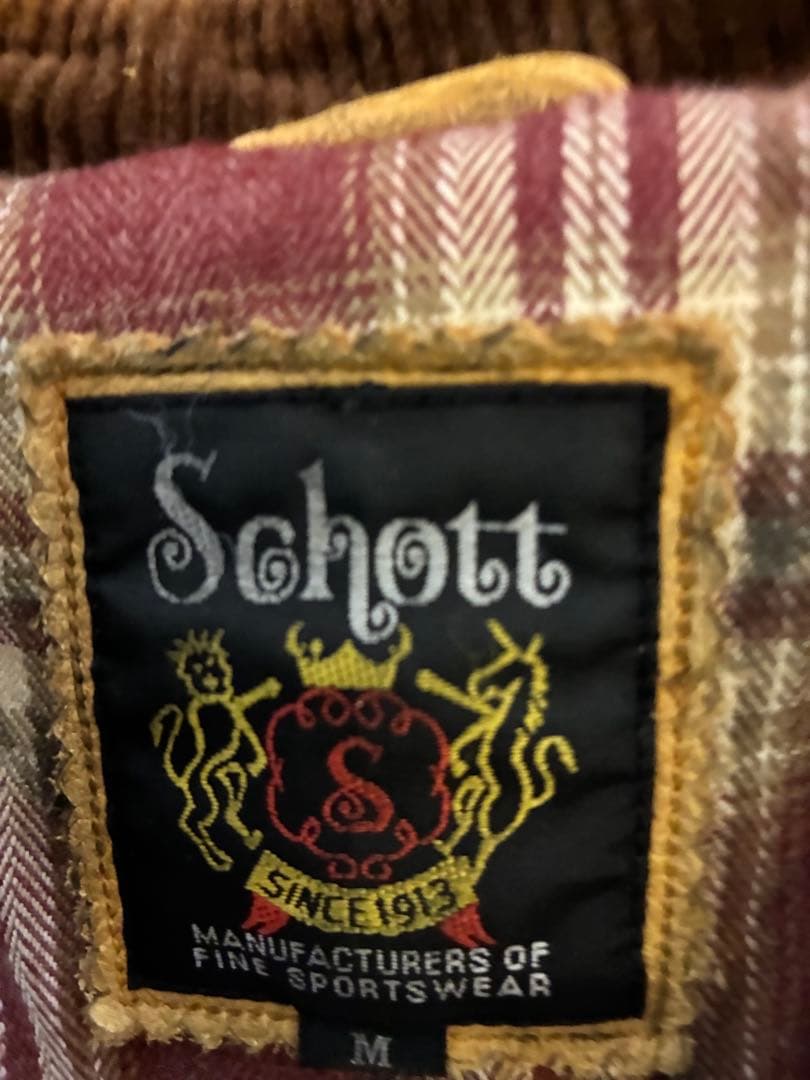 Schott
S
SINCE 1913
MANUFACTURERS OF
FINE SPORTSWEAR
M